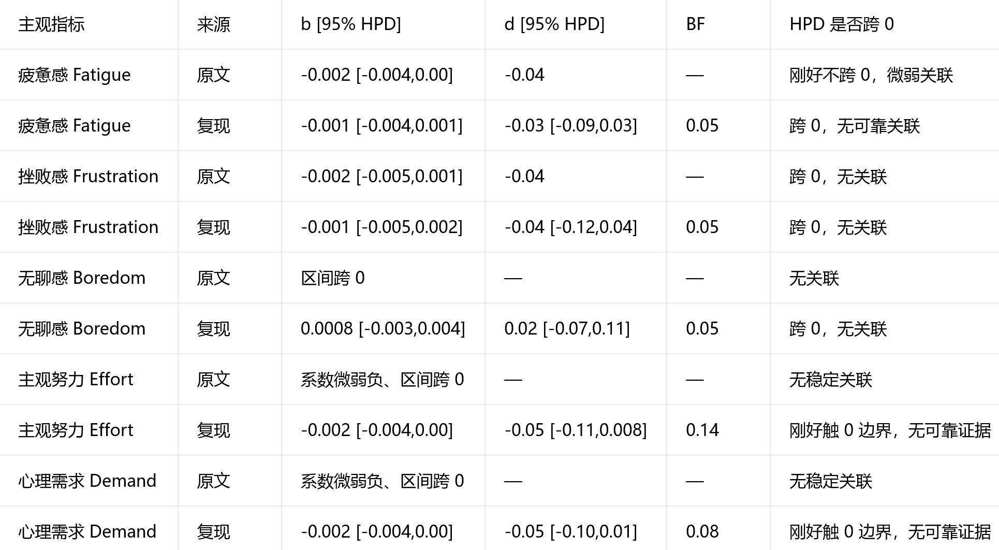 主观指标 来源 b [95% HPD] d [95% HPD] BF HPD 是否跨 0
疲惫感 Fatigue 原文 -0.002 [-0.004,0.00] -0.04 — 刚好不跨 0，微弱关联
疲惫感 Fatigue 复现 -0.001 [-0.004,0.001] -0.03 [-0.09,0.03] 0.05 跨 0，无可靠关联
挫败感 Frustration 原文 -0.002 [-0.005,0.001] -0.04 — 跨 0，无关联
挫败感 Frustration 复现 -0.001 [-0.005,0.002] -0.04 [-0.12,0.04] 0.05 跨 0，无关联
无聊感 Boredom 原文 区间跨 0 — — 无关联
无聊感 Boredom 复现 0.0008 [-0.003,0.004] 0.02 [-0.07,0.11] 0.05 跨 0，无关联
主观努力 Effort 原文 系数微弱负、区间跨 0 — — 无稳定关联
主观努力 Effort 复现 -0.002 [-0.004,0.00] -0.05 [-0.11,0.008] 0.14 刚好触 0 边界，无可靠证据
心理需求 Demand 原文 系数微弱负、区间跨 0 — — 无稳定关联
心理需求 Demand 复现 -0.002 [-0.004,0.00] -0.05 [-0.10,0.01] 0.08 刚好触 0 边界，无可靠证据